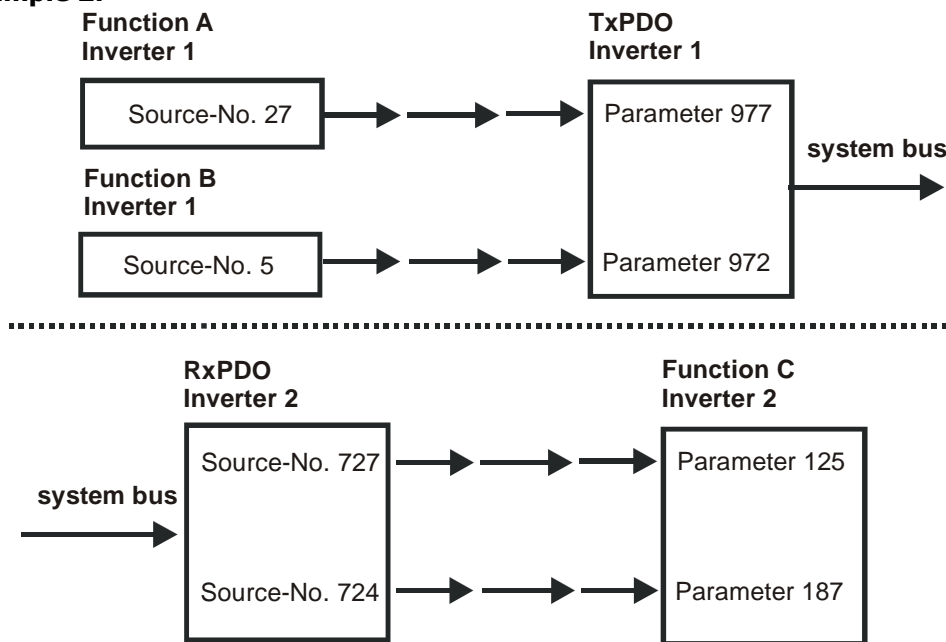 Function A
Inverter 1
TxPDO
Inverter 1
Source-No. 27
Parameter 977
system bus
Function B
Inverter 1
Source-No. 5
Parameter 972
RxPDO
Inverter 2
Function C
Inverter 2
Source-No. 727
Parameter 125
system bus
Source-No. 724
Parameter 187